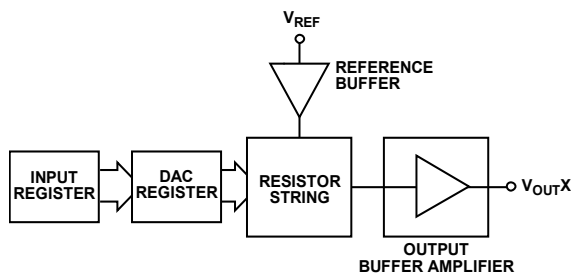 VREF
REFERENCE
BUFFER
INPUT
REGISTER
DAC
REGISTER
RESISTOR
STRING
VOUTX
OUTPUT
BUFFER AMPLIFIER